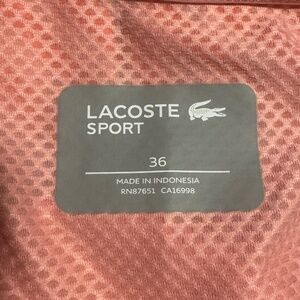 LACOSTE
SPORT
36
MADE IN INDONESIA
RN87651 CA16998